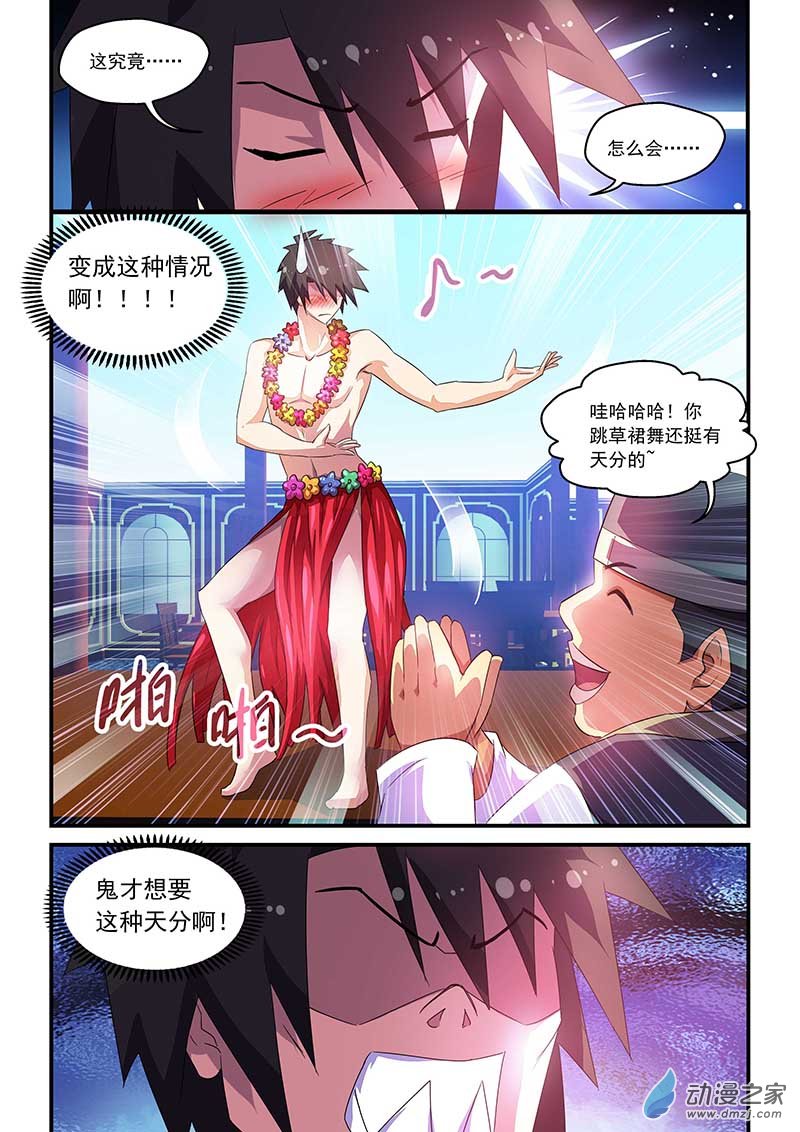 这究竟……
怎么会……
变成这种情况
啊！！！！
哇哈哈哈！你
跳草裙舞还挺有
天分的~
啪
啪~
鬼才想要
这种天分啊！
动漫之家
www.dmzj.com